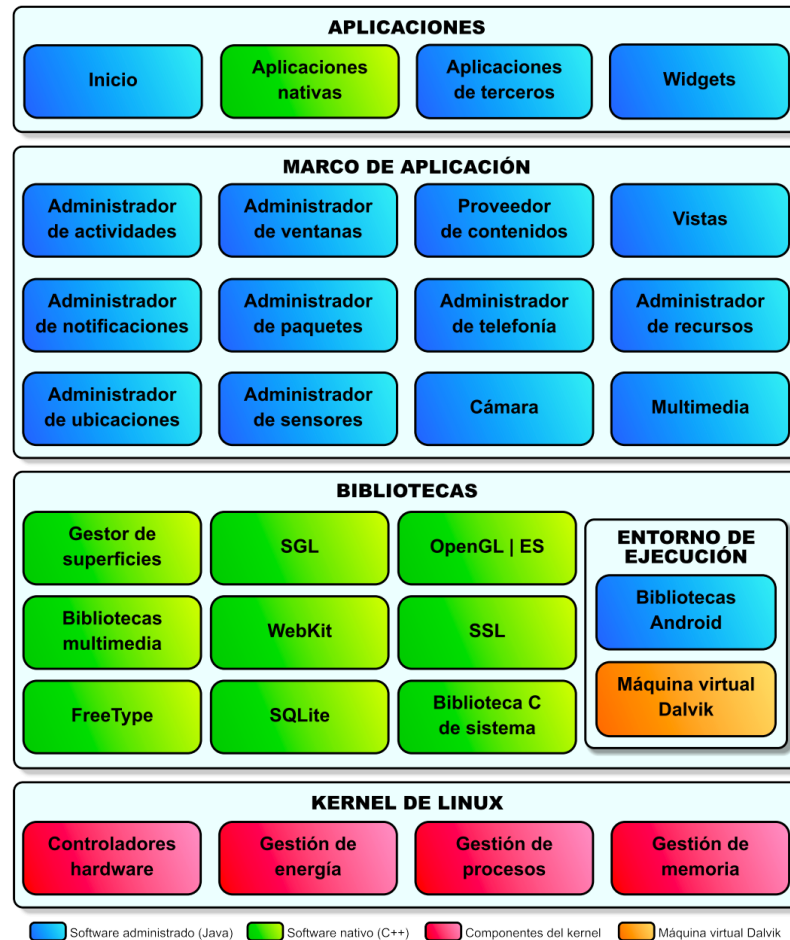 APLICACIONES
Inicio
Aplicaciones
nativas
Aplicaciones
de terceros
Widgets
MARCO DE APLICACIÓN
Administrador
de actividades
Administrador
de ventanas
Proveedor
de contenidos
Vistas
Administrador
de notificaciones
Administrador
de paquetes
Administrador
de telefonía
Administrador
de recursos
Administrador
de ubicaciones
Administrador
de sensores
Cámara
Multimedia
BIBLIOTECAS
Gestor de
superficies
SGL
OpenGL | ES
Bibliotecas
multimedia
WebKit
SSL
FreeType
SQLite
Biblioteca C
de sistema
ENTORNO DE
EJECUCIÓN
Bibliotecas
Android
Máquina virtual
Dalvik
KERNEL DE LINUX
Controladores
hardware
Gestión de
energía
Gestión de
procesos
Gestión de
memoria
Software administrado (Java)
Software nativo (C++)
Componentes del kernel
Máquina virtual Dalvik